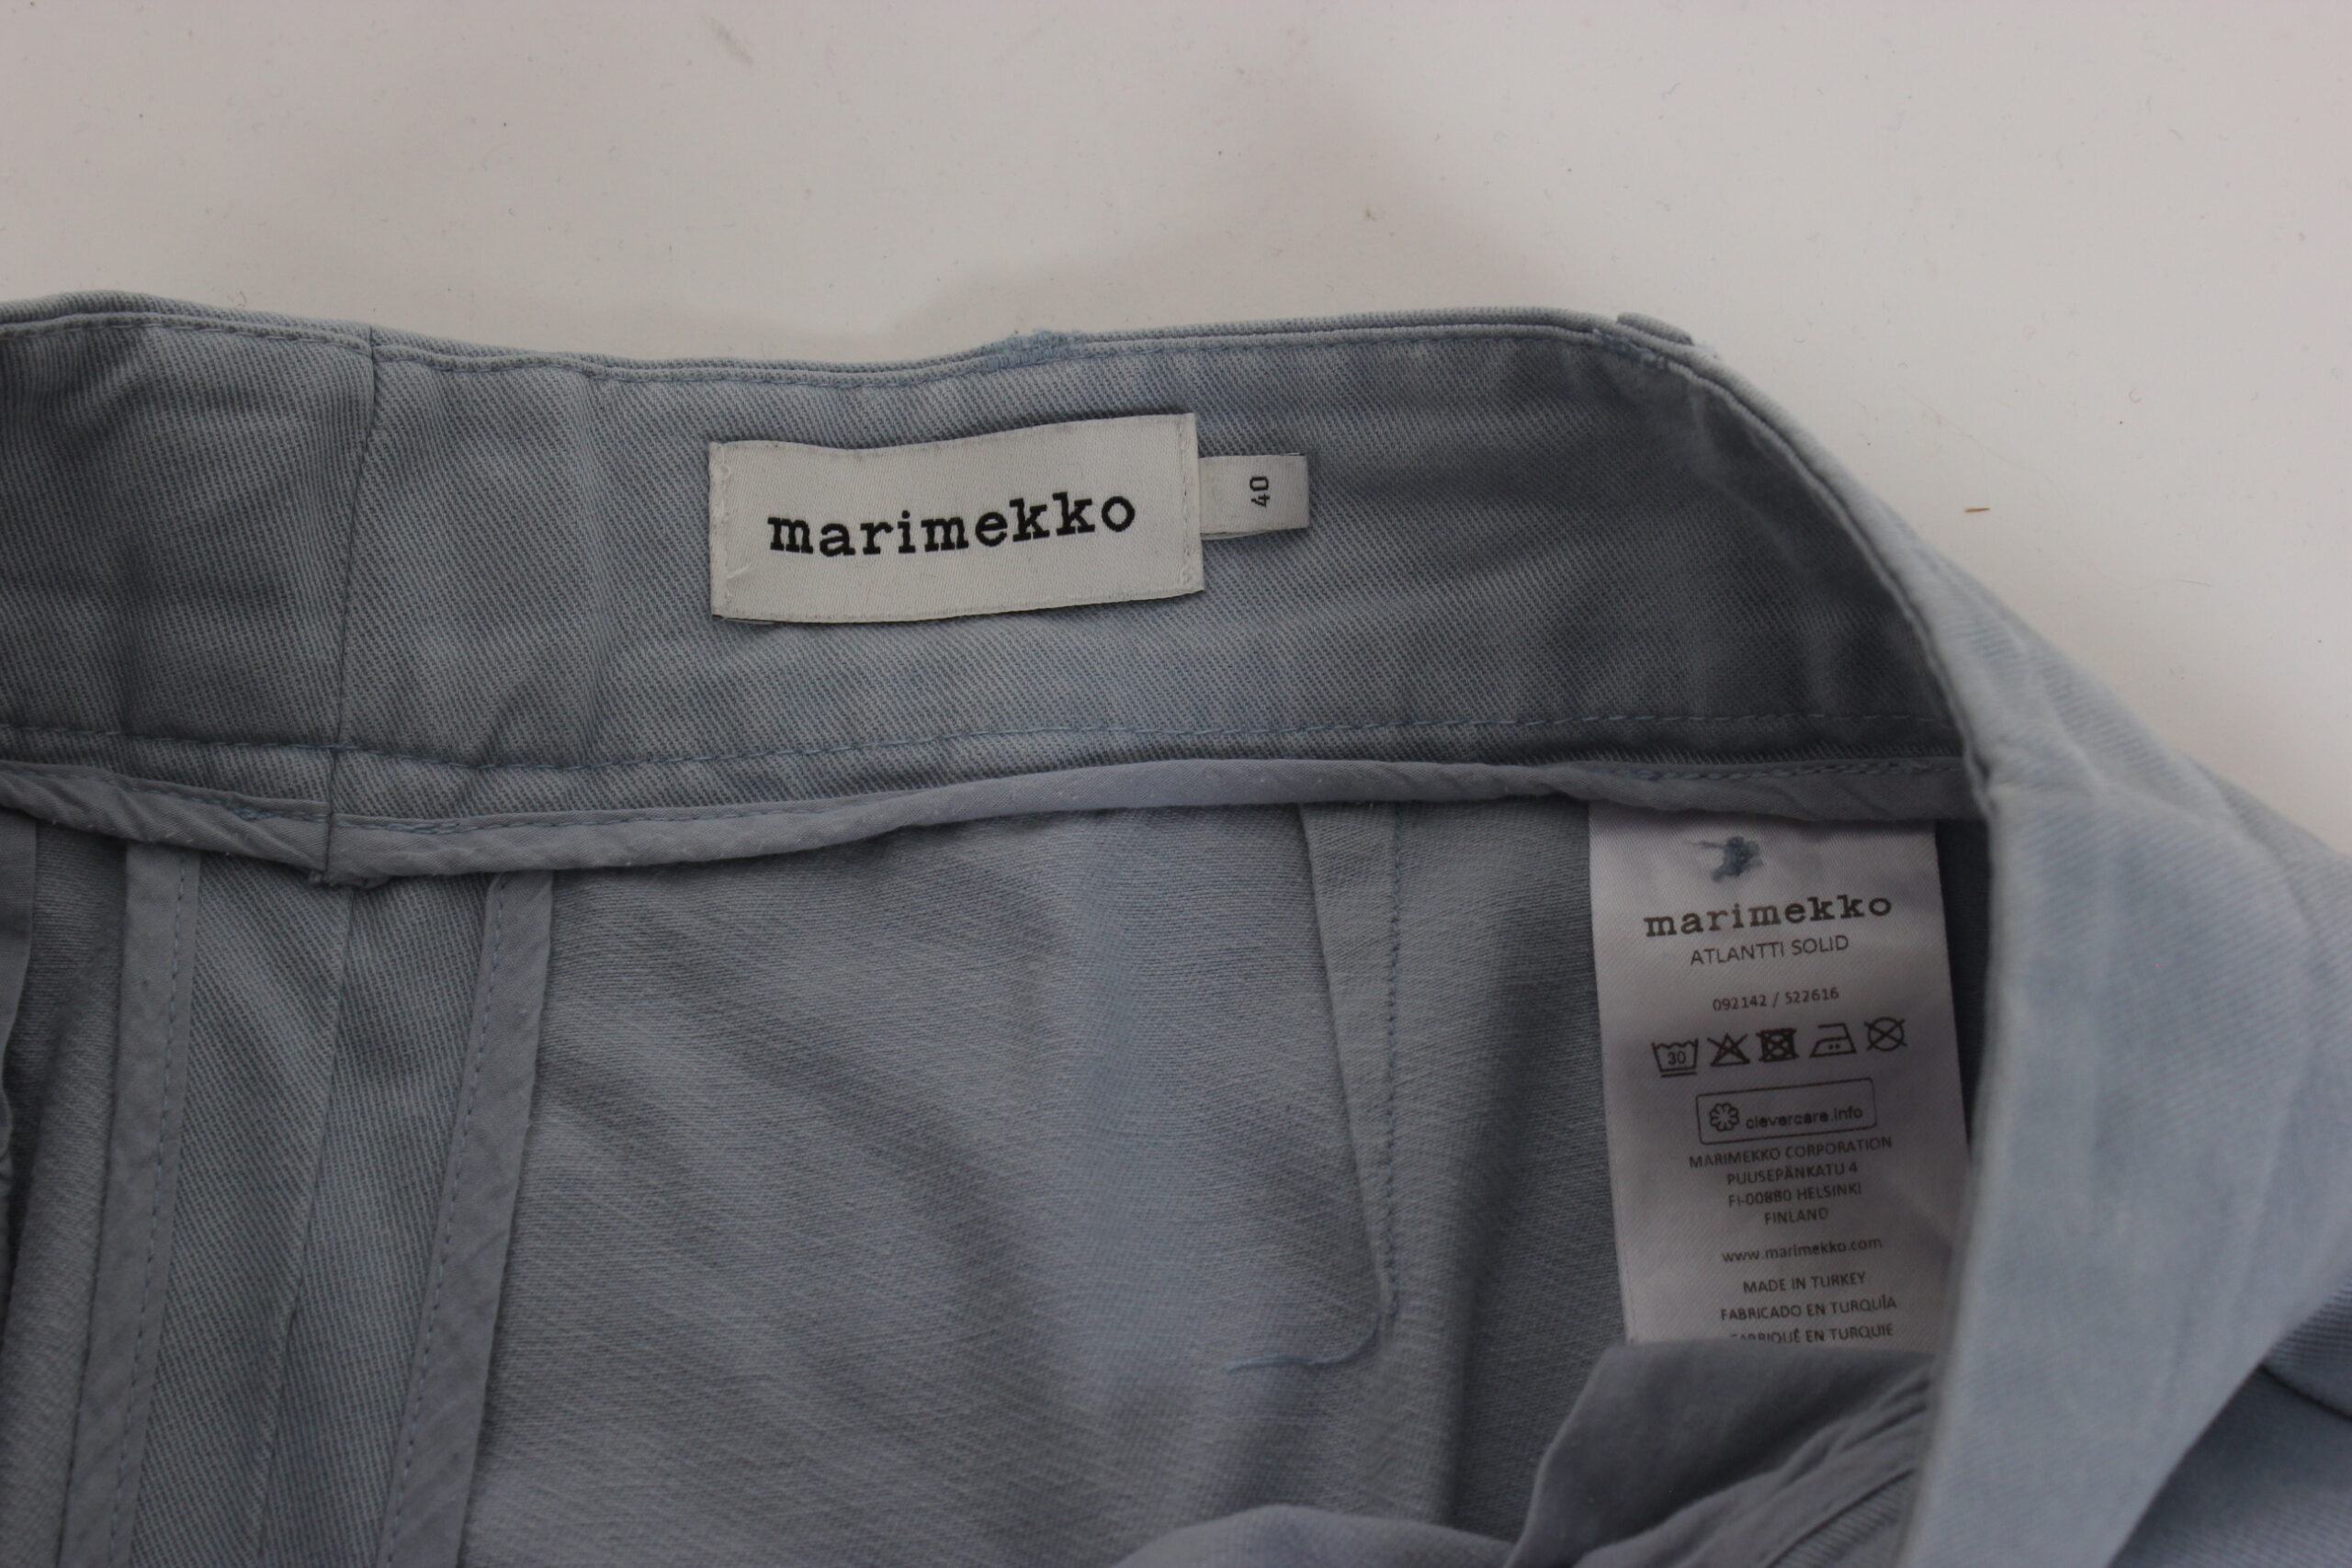 marimekko
40
marimekko
ATLANTTI SOLID
092142 / 522616
30
clevercare.info
MARIMEKKO CORPORATION
PUUSEPÄNKATU 4
FI-00880 HELSINKI
FINLAND
www.marimekko.com
MADE IN TURKEY
FABRICADO EN TURQUÍA
FABRIQUÉ EN TURQUIE